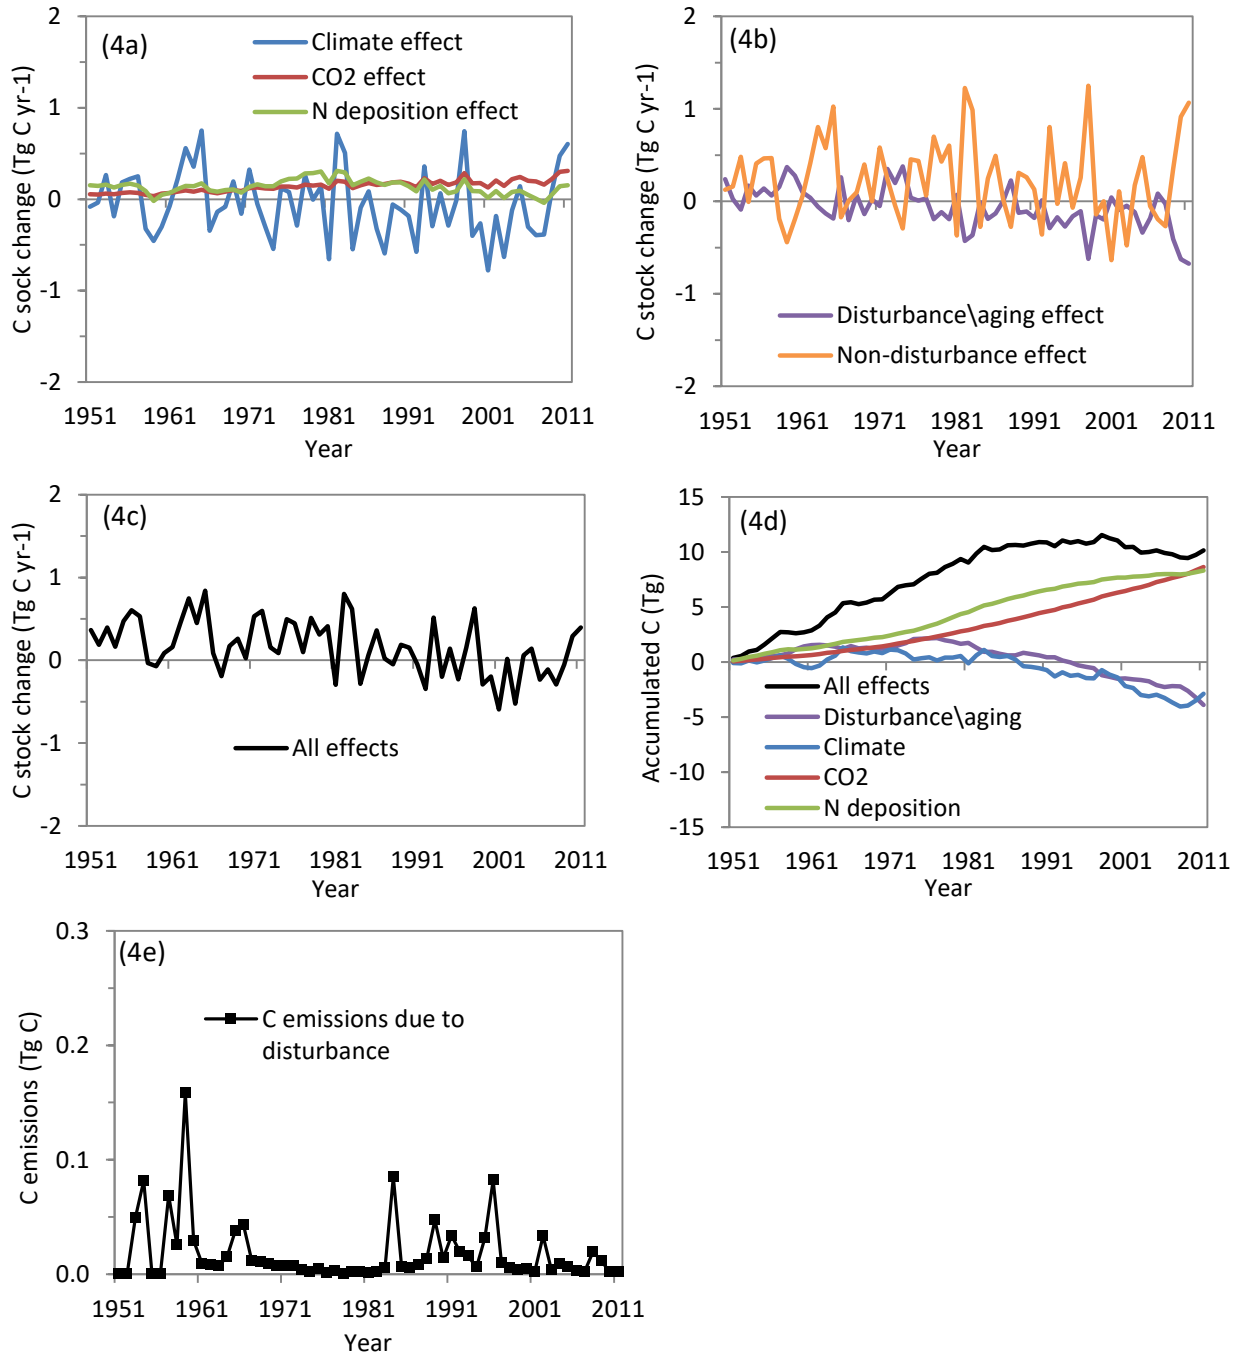 (4a)
Climate effect
CO2 effect
N deposition effect
C sock change (Tg C yr-1)
2
1
0
-1
-2
1951 1961 1971 1981 1991 2001 2011
Year
(4b)
C stock change (Tg C yr-1)
2
1
0
-1
-2
Disturbance\aging effect
Non-disturbance effect
1951 1961 1971 1981 1991 2001 2011
Year
(4c)
C stock change (Tg C yr-1)
2
1
0
-1
-2
All effects
1951 1961 1971 1981 1991 2001 2011
Year
(4d)
Accumulated C (Tg)
15
10
5
0
-5
-10
-15
All effects
Disturbance\aging
Climate
CO2
N deposition
1951 1961 1971 1981 1991 2001 2011
Year
(4e)
C emissions (Tg C)
0.3
0.2
0.1
0.0
C emissions due to
disturbance
1951 1961 1971 1981 1991 2001 2011
Year